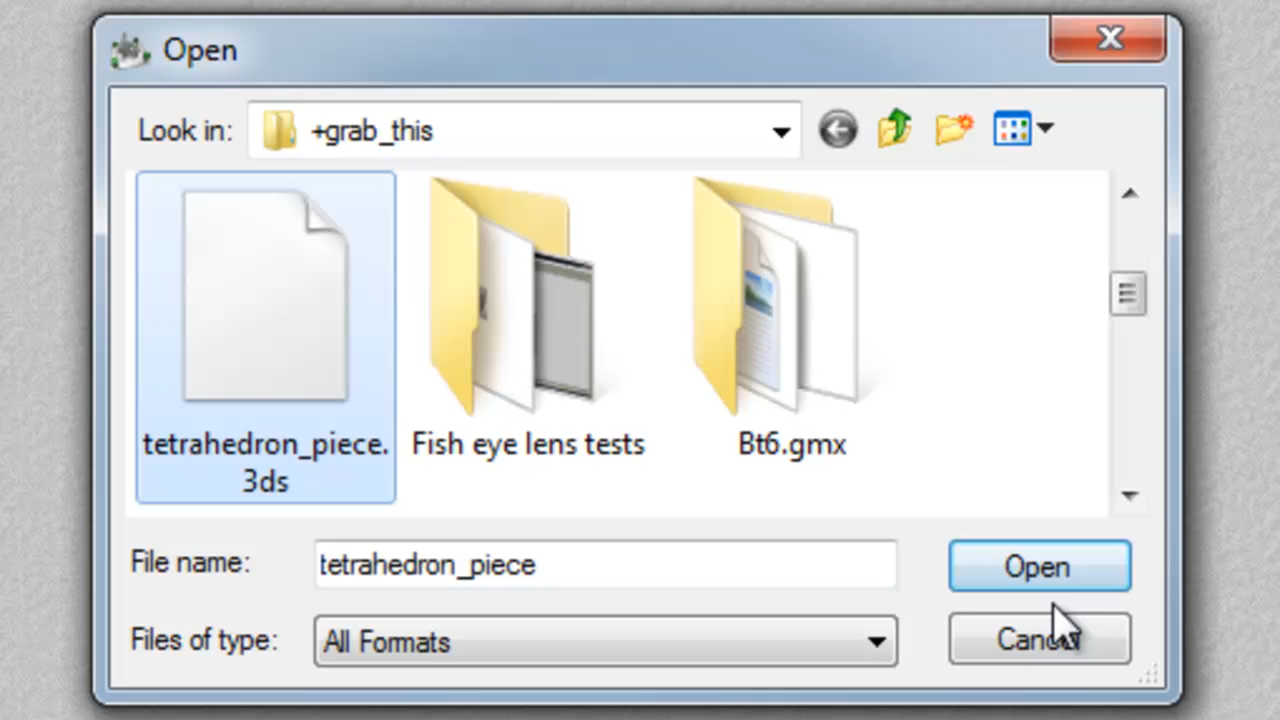 Open
Look in: +grab_this
tetrahedron_piece.
3ds
Fish eye lens tests
Bt6.gmx
File name: tetrahedron_piece
Open
Files of type: All Formats